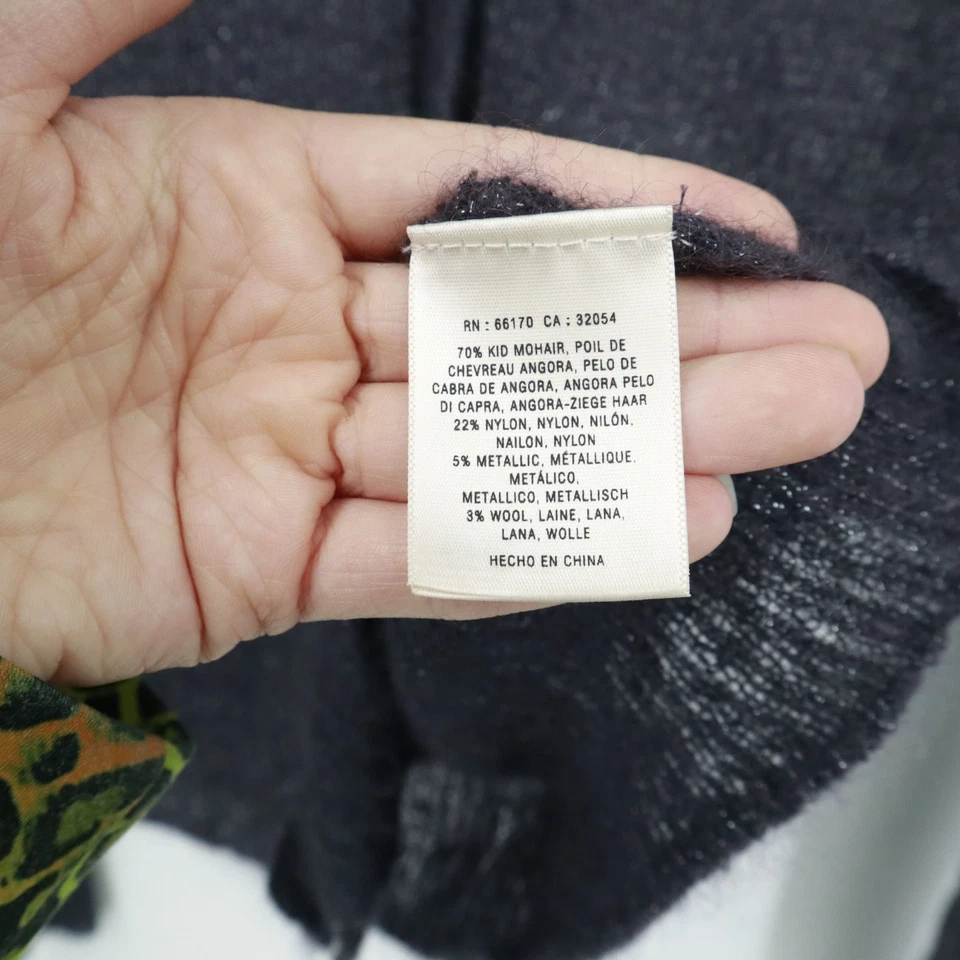 RN : 66170 CA : 32054
70% KID MOHAIR, POIL DE
CHEVREAU ANGORA, PELO DE
CABRA DE ANGORA, ANGORA PELO
DI CAPRA, ANGORA-ZIEGE HAAR
22% NYLON, NYLON, NILÓN.
NAILON, NYLON
5% METALLIC, MÉTALLIQUE.
METÁLICO,
METALLICO, METALLISCH
3% WOOL, LAINE, LANA,
LANA, WOLLE
HECHO EN CHINA